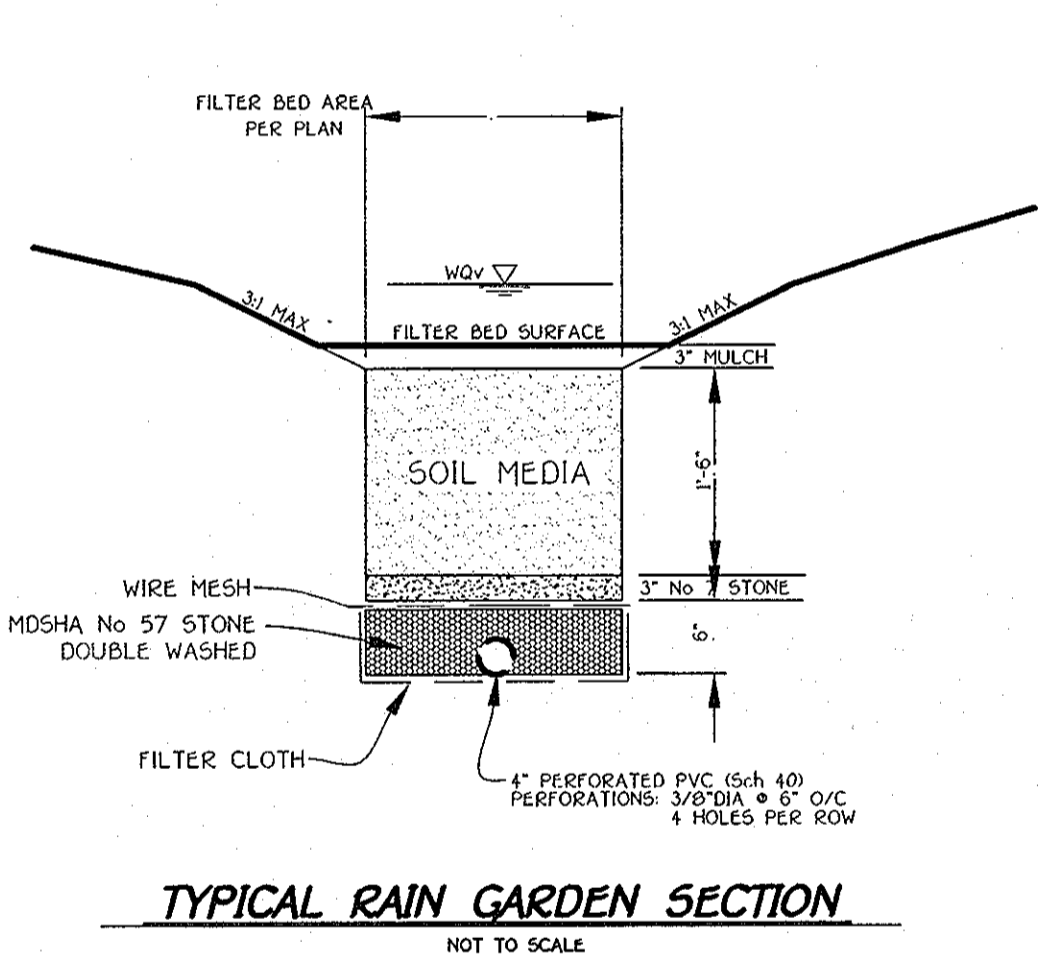 FILTER BED AREA
PER PLAN
WQv
3:1 MAX
FILTER BED SURFACE
3:1 MAX
3" MULCH
SOIL MEDIA
1'-6"
WIRE MESH
3" No 7 STONE
MDSHA No 57 STONE
DOUBLE WASHED
6"
FILTER CLOTH
4" PERFORATED PVC (Sch 40)
PERFORATIONS: 3/8"DIA @ 6" O/C
4 HOLES PER ROW
TYPICAL RAIN GARDEN SECTION
NOT TO SCALE